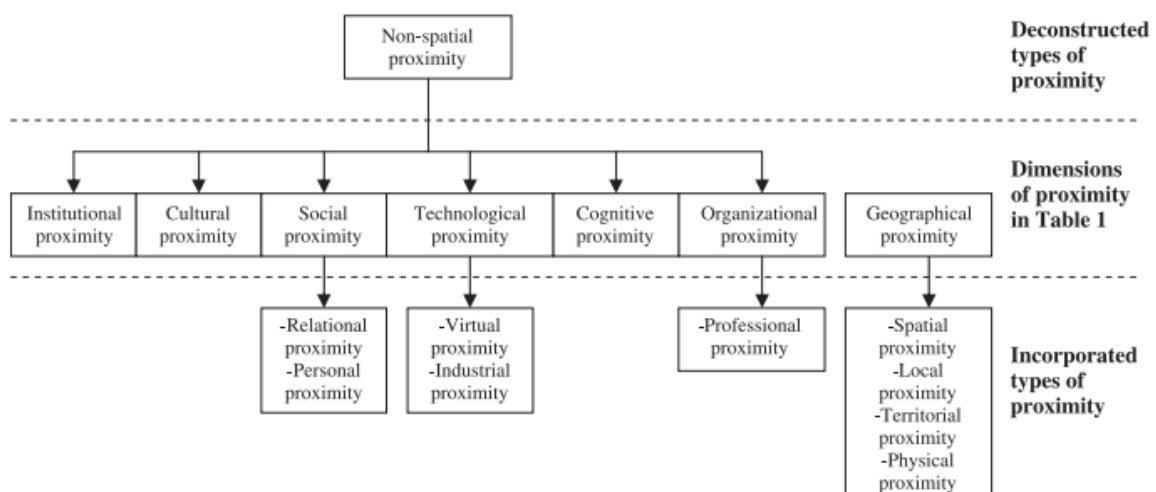 Non-spatial
proximity
Deconstructed
types of
proximity
Institutional
proximity
Cultural
proximity
Social
proximity
Technological
proximity
Cognitive
proximity
Organizational
proximity
Geographical
proximity
Dimensions
of proximity
in Table 1
-Relational
proximity
-Personal
proximity
-Virtual
proximity
-Industrial
proximity
-Professional
proximity
-Spatial
proximity
-Local
proximity
-Territorial
proximity
-Physical
proximity
Incorporated
types of
proximity